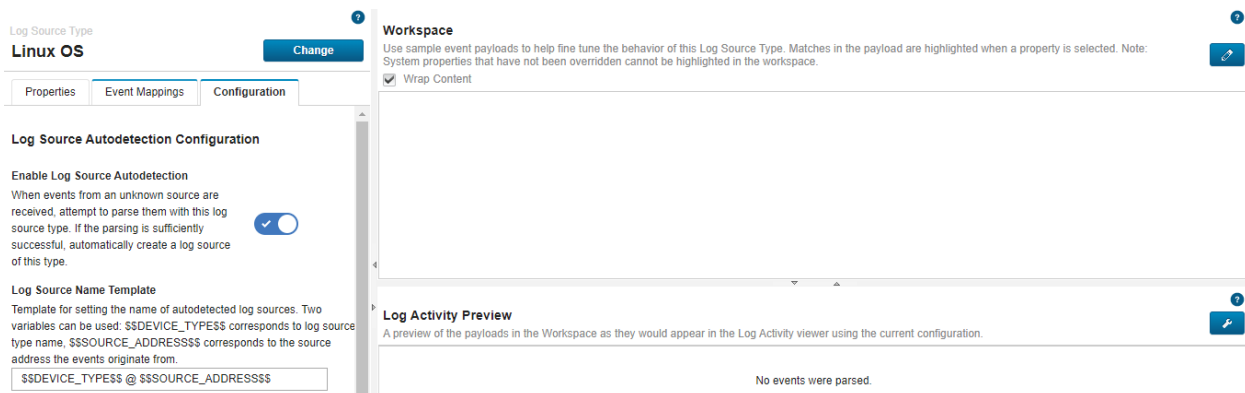 Log Source Type
Linux OS
Change
Properties
Event Mappings
Configuration
Log Source Autodetection Configuration
Enable Log Source Autodetection
When events from an unknown source are
received, attempt to parse them with this log
source type. If the parsing is sufficiently
successful, automatically create a log source
of this type.
Log Source Name Template
Template for setting the name of autodetected log sources. Two
variables can be used: $$DEVICE_TYPE$$ corresponds to log source
type name, $$SOURCE_ADDRESS$$ corresponds to the source
address the events originate from.
$$DEVICE_TYPE$$ @ $$SOURCE_ADDRESS$$
?
Workspace
Use sample event payloads to help fine tune the behavior of this Log Source Type. Matches in the payload are highlighted when a property is selected. Note:
System properties that have not been overridden cannot be highlighted in the workspace.
Wrap Content
?
Log Activity Preview
A preview of the payloads in the Workspace as they would appear in the Log Activity viewer using the current configuration.
?
No events were parsed.